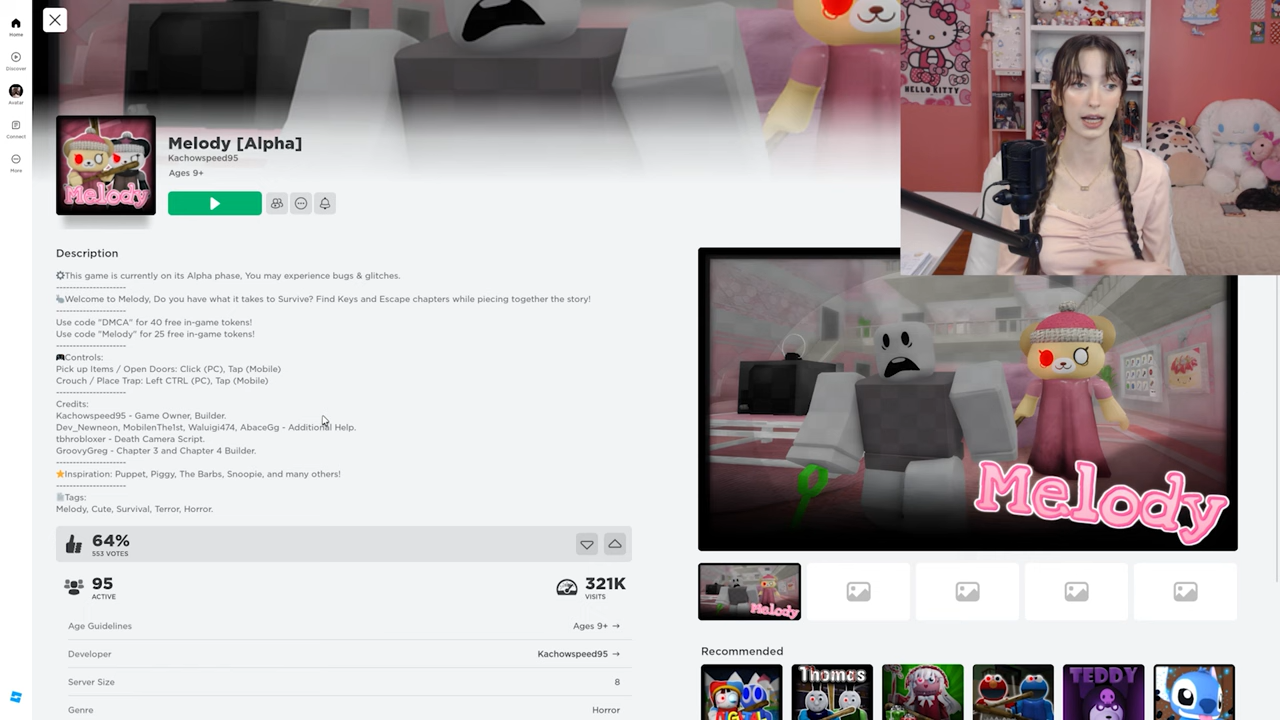 Home
Discover
Avatar
Connect
More
Melody
Melody [Alpha]
Kachowspeed95
Ages 9+
HELLO KITTY
Description
This game is currently on its Alpha phase, You may experience bugs & glitches.
---------------------
Welcome to Melody, Do you have what it takes to Survive? Find Keys and Escape chapters while piecing together the story!
---------------------
Use code "DMCA" for 40 free in-game tokens!
Use code "Melody" for 25 free in-game tokens!
---------------------
Controls:
Pick up Items / Open Doors: Click (PC), Tap (Mobile)
Crouch / Place Trap: Left CTRL (PC), Tap (Mobile)
---------------------
Credits:
Kachowspeed95 - Game Owner, Builder.
Dev_Newneon, MobilenThe1st, Waluigi474, AbaceGg - Additional Help.
tbhrobloxer - Death Camera Script.
GroovyGreg - Chapter 3 and Chapter 4 Builder.
---------------------
Inspiration: Puppet, Piggy, The Barbs, Snoopie, and many others!
---------------------
Tags:
Melody, Cute, Survival, Terror, Horror.
64%
553 VOTES
95
ACTIVE
321K
VISITS
Age Guidelines Ages 9+ →
Developer Kachowspeed95 →
Server Size 8
Genre Horror
Melody
Melody
Recommended
Thomas
TEDDY